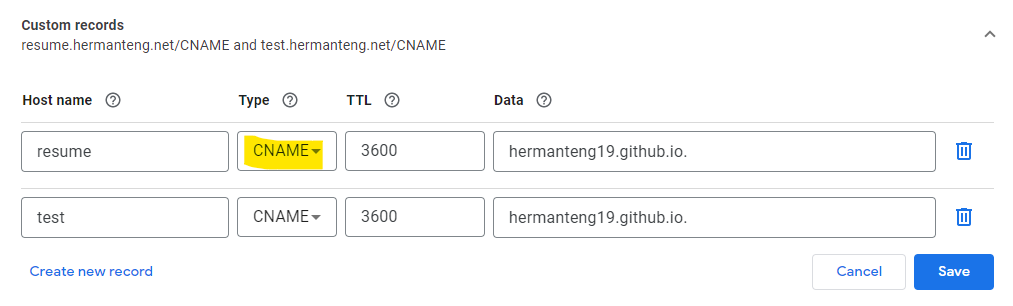 Custom records
resume.hermanteng.net/CNAME and test.hermanteng.net/CNAME
Host name Type TTL Data
resume CNAME 3600 hermanteng19.github.io.
test CNAME 3600 hermanteng19.github.io.
Create new record Cancel Save